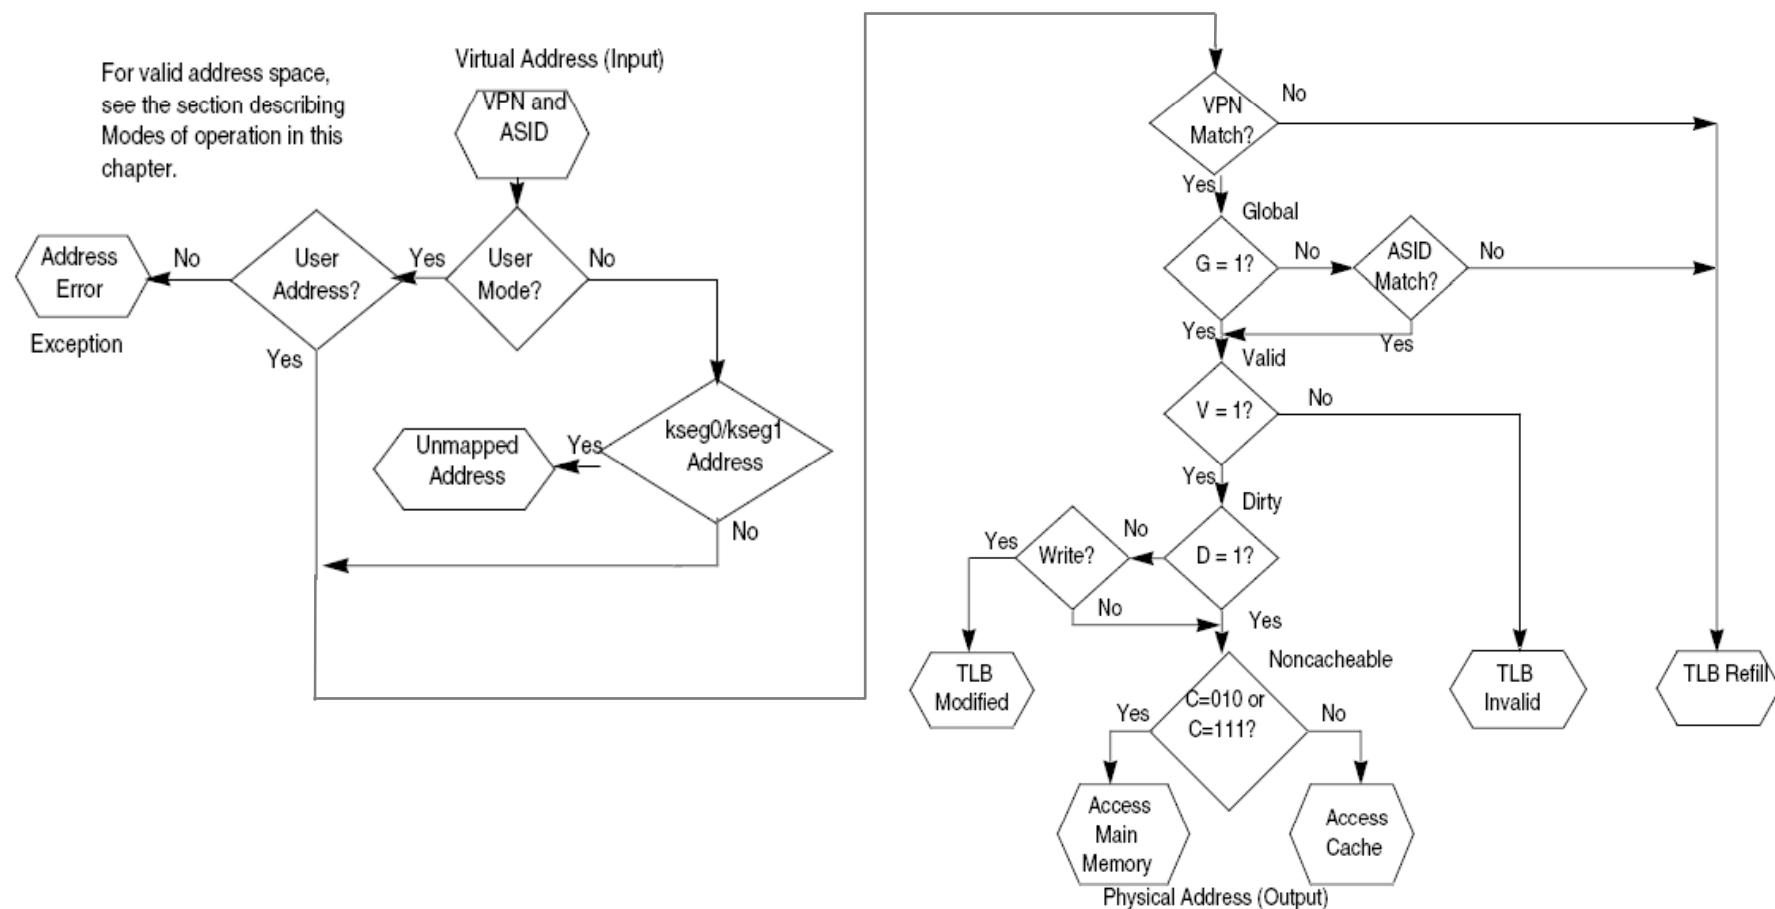 For valid address space,
see the section describing
Modes of operation in this
chapter.
Virtual Address (Input)
VPN and
ASID
User
Mode?
Yes
No
User
Address?
No
Yes
Address
Error
Exception
kseg0/kseg1
Address
Yes
No
Unmapped
Address
VPN
Match?
No
Yes
Global
G = 1?
No
Yes
ASID
Match?
No
Yes
Valid
V = 1?
No
Yes
Dirty
D = 1?
No
Yes
Write?
Yes
No
TLB
Modified
Noncacheable
C=010 or
C=111?
Yes
No
TLB
Invalid
TLB Refill
Access
Main
Memory
Access
Cache
Physical Address (Output)